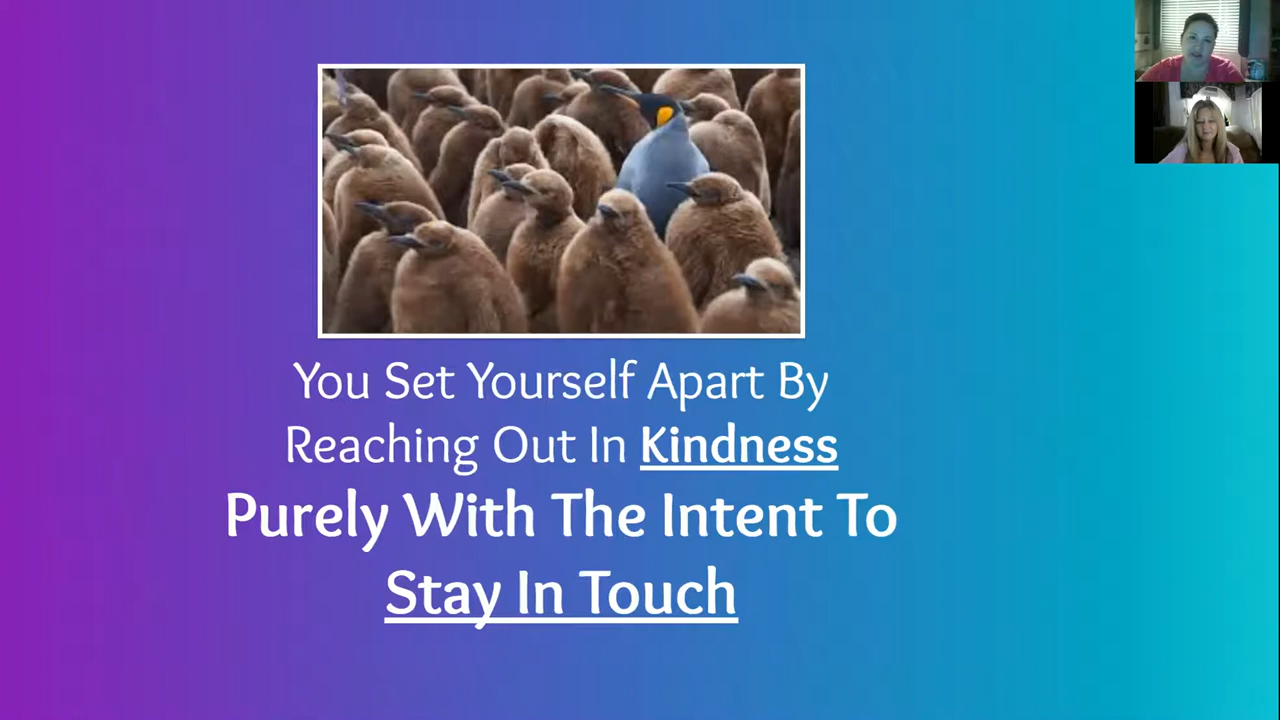 You Set Yourself Apart By
Reaching Out In Kindness
Purely With The Intent To
Stay In Touch